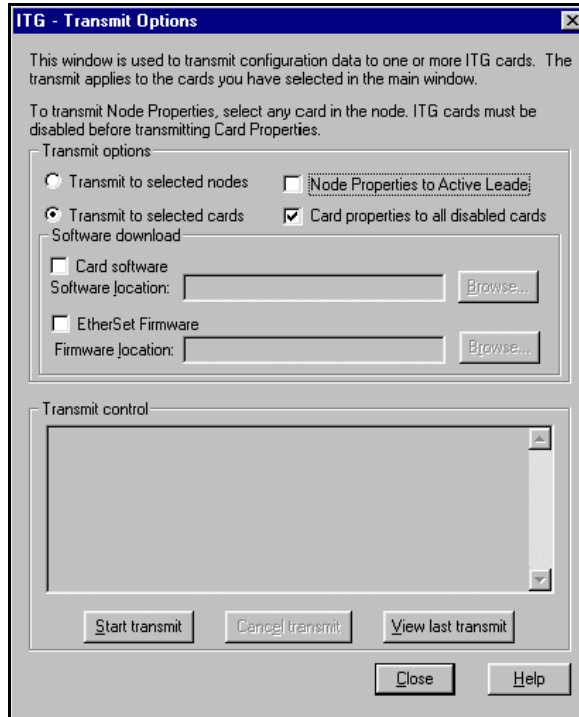 ITG - Transmit Options
This window is used to transmit configuration data to one or more ITG cards. The
transmit applies to the cards you have selected in the main window.
To transmit Node Properties, select any card in the node. ITG cards must be
disabled before transmitting Card Properties.
Transmit options
Transmit to selected nodes
Node Properties to Active Leade
Transmit to selected cards
Card properties to all disabled cards
Software download
Card software
Software location:
Browse...
EtherSet Firmware
Firmware location:
Browse...
Transmit control
Start transmit
Cancel transmit
View last transmit
Close
Help